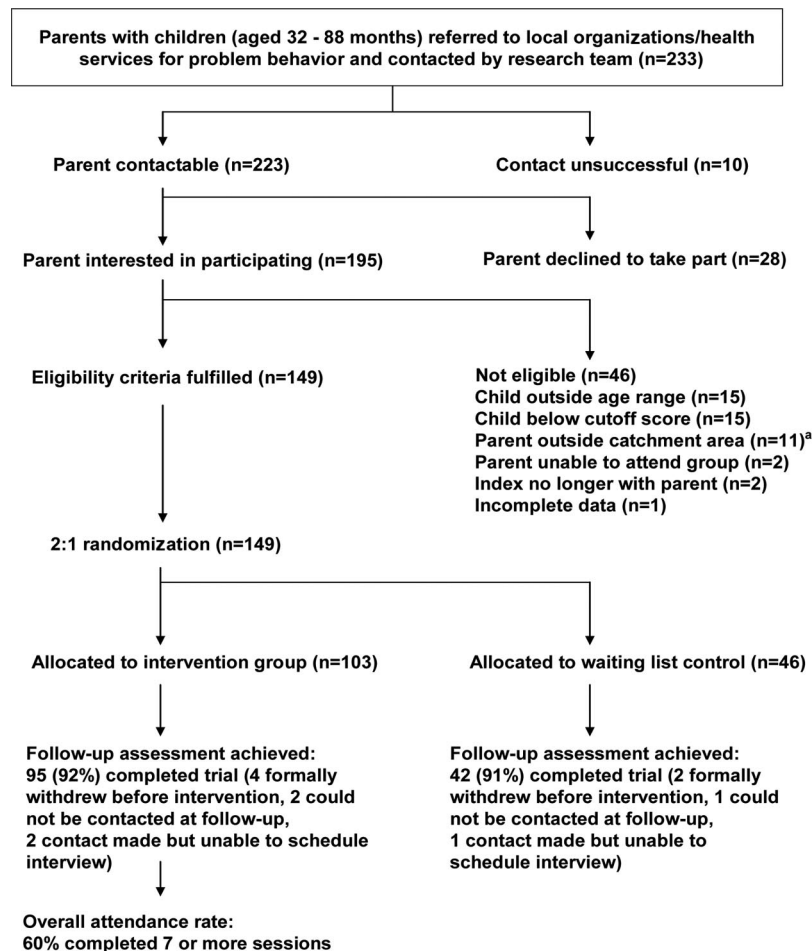 Parents with children (aged 32 - 88 months) referred to local organizations/health
services for problem behavior and contacted by research team (n=233)
Parent contactable (n=223)
Contact unsuccessful (n=10)
Parent interested in participating (n=195)
Parent declined to take part (n=28)
Eligibility criteria fulfilled (n=149)
Not eligible (n=46)
Child outside age range (n=15)
Child below cutoff score (n=15)
Parent outside catchment area (n=11)a
Parent unable to attend group (n=2)
Index no longer with parent (n=2)
Incomplete data (n=1)
2:1 randomization (n=149)
Allocated to intervention group (n=103)
Allocated to waiting list control (n=46)
Follow-up assessment achieved:
95 (92%) completed trial (4 formally
withdrew before intervention, 2 could
not be contacted at follow-up,
2 contact made but unable to schedule
interview)
Follow-up assessment achieved:
42 (91%) completed trial (2 formally
withdrew before intervention, 1 could
not be contacted at follow-up,
1 contact made but unable to
schedule interview)
Overall attendance rate:
60% completed 7 or more sessions